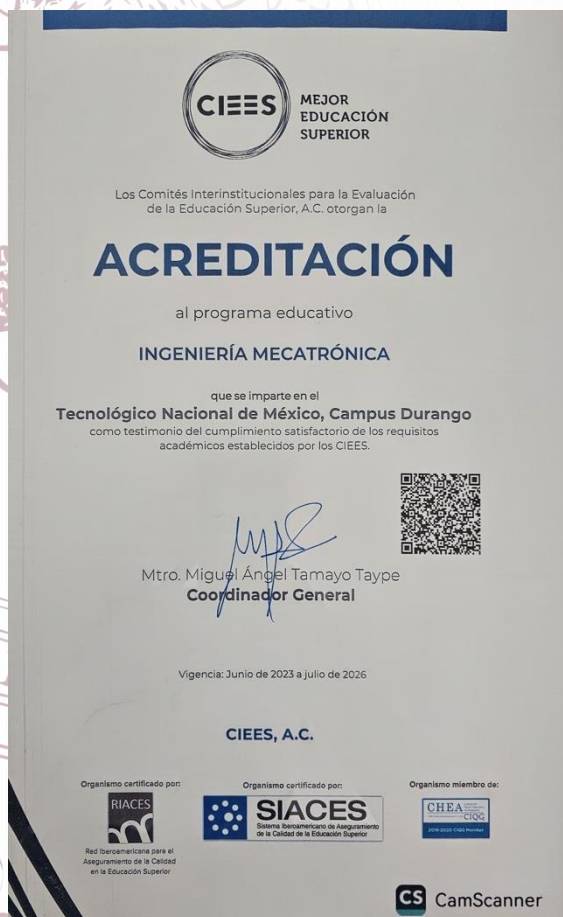 CIEES
MEJOR
EDUCACIÓN
SUPERIOR
Los Comités Interinstitucionales para la Evaluación
de la Educación Superior, A.C. otorgan la
ACREDITACIÓN
al programa educativo
INGENIERÍA MECATRÓNICA
que se imparte en el
Tecnológico Nacional de México, Campus Durango
como testimonio del cumplimiento satisfactorio de los requisitos
académicos establecidos por los CIEES.
Mtro. Miguel Ángel Tamayo Taype
Coordinador General
Vigencia: Junio de 2023 a julio de 2026
CIEES, A.C.
Organismo certificado por:
RIACES
Red Iberoamericana para el
Aseguramiento de la Calidad
en la Educación Superior
Organismo certificado por:
SIACES
Sistema Iberoamericano de Aseguramiento
de la Calidad de la Educación Superior
Organismo miembro de:
CHEA
CIQG
2019-2020 CIQG Member
CS CamScanner